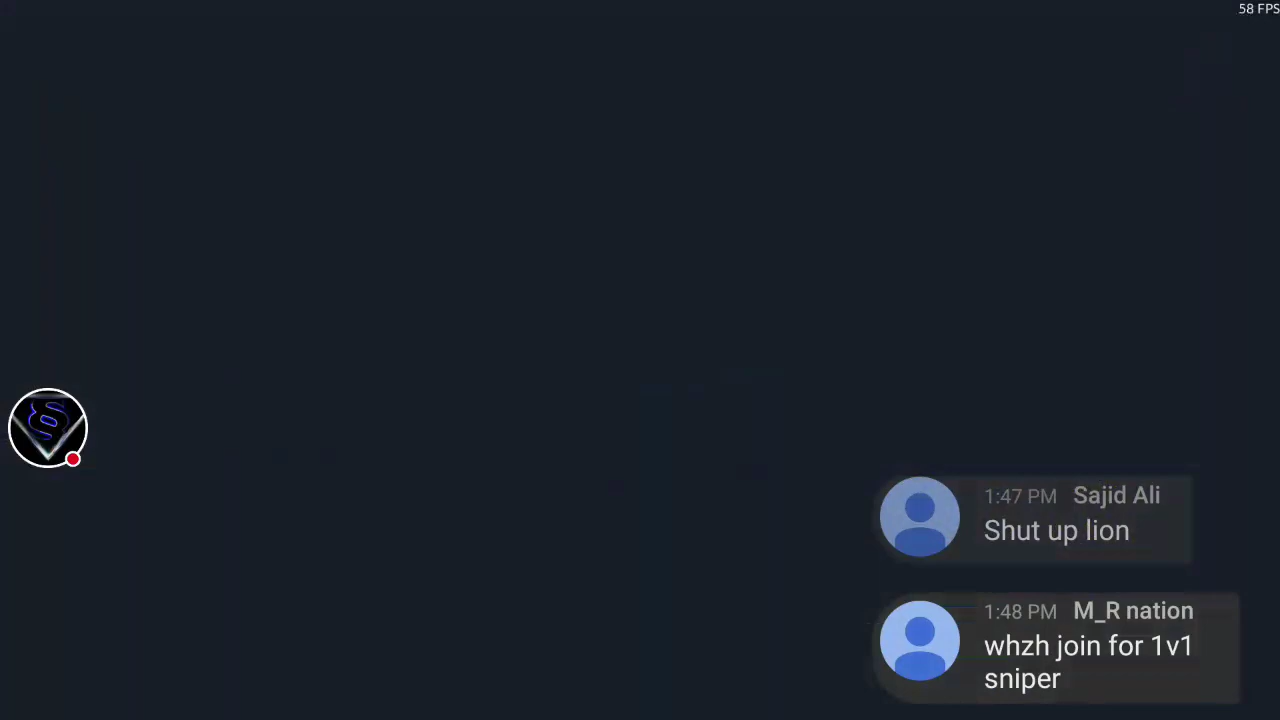 58 FPS
1:47 PM Sajid Ali
Shut up lion
1:48 PM M_R nation
whzh join for 1v1
sniper